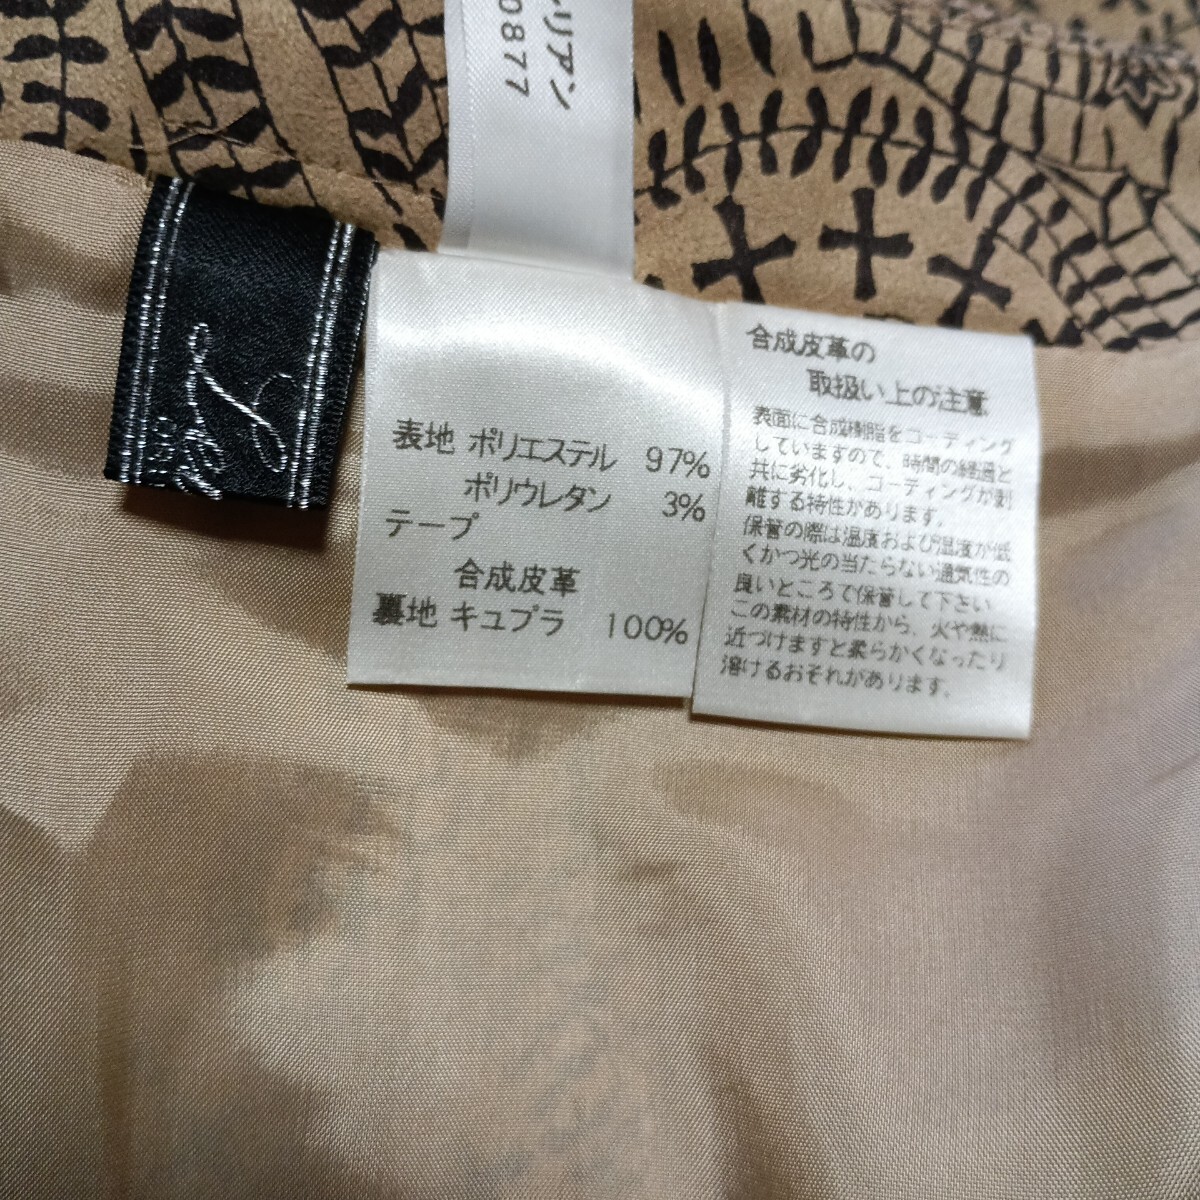 リアン
0877
表地 ポリエステル 97%
ポリウレタン 3%
テープ
合成皮革
裏地 キュプラ 100%
合成皮革の
取扱い上の注意
表面に合成樹脂をコーディング
していますので、時間の経過と
共に劣化し、コーディングが剥
離する特性があります。
保管の際は温度および湿度が低
くかつ光の当たらない通気性の
良いところで保管して下さい
この素材の特性から、火や熱に
近づけますと柔らかくなったり
溶けるおそれがあります。